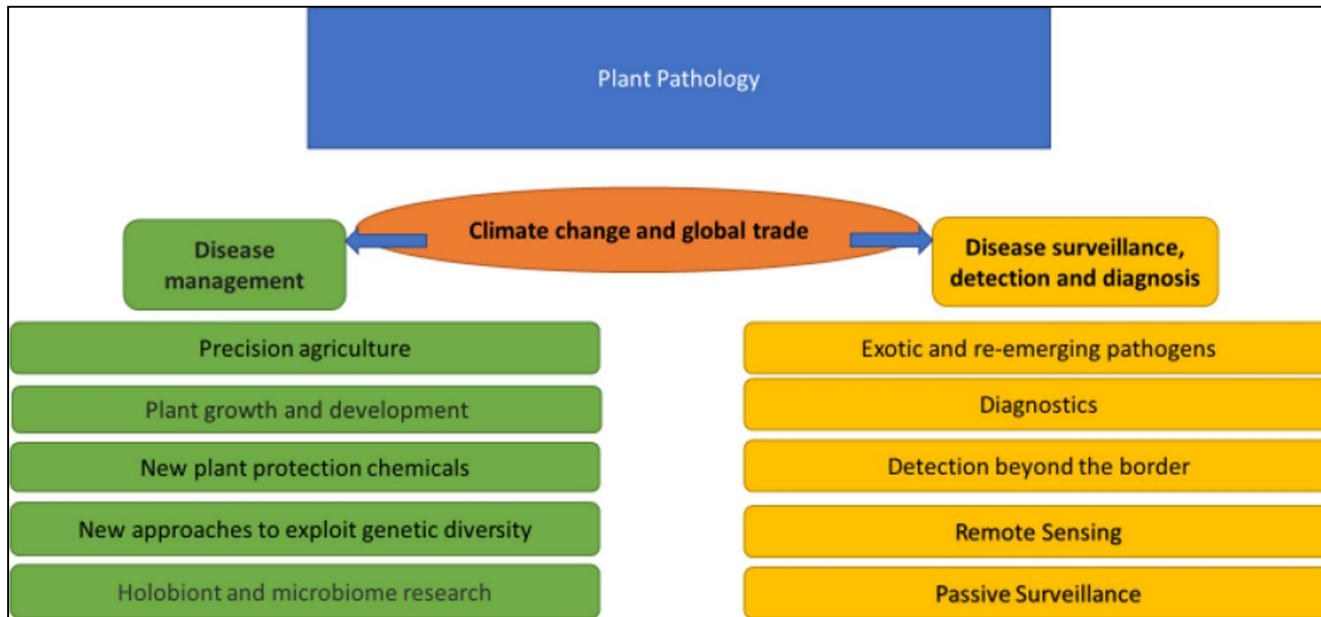 Plant Pathology
Climate change and global trade
Disease
management
Disease surveillance,
detection and diagnosis
Precision agriculture
Plant growth and development
New plant protection chemicals
New approaches to exploit genetic diversity
Holobiont and microbiome research
Exotic and re-emerging pathogens
Diagnostics
Detection beyond the border
Remote Sensing
Passive Surveillance